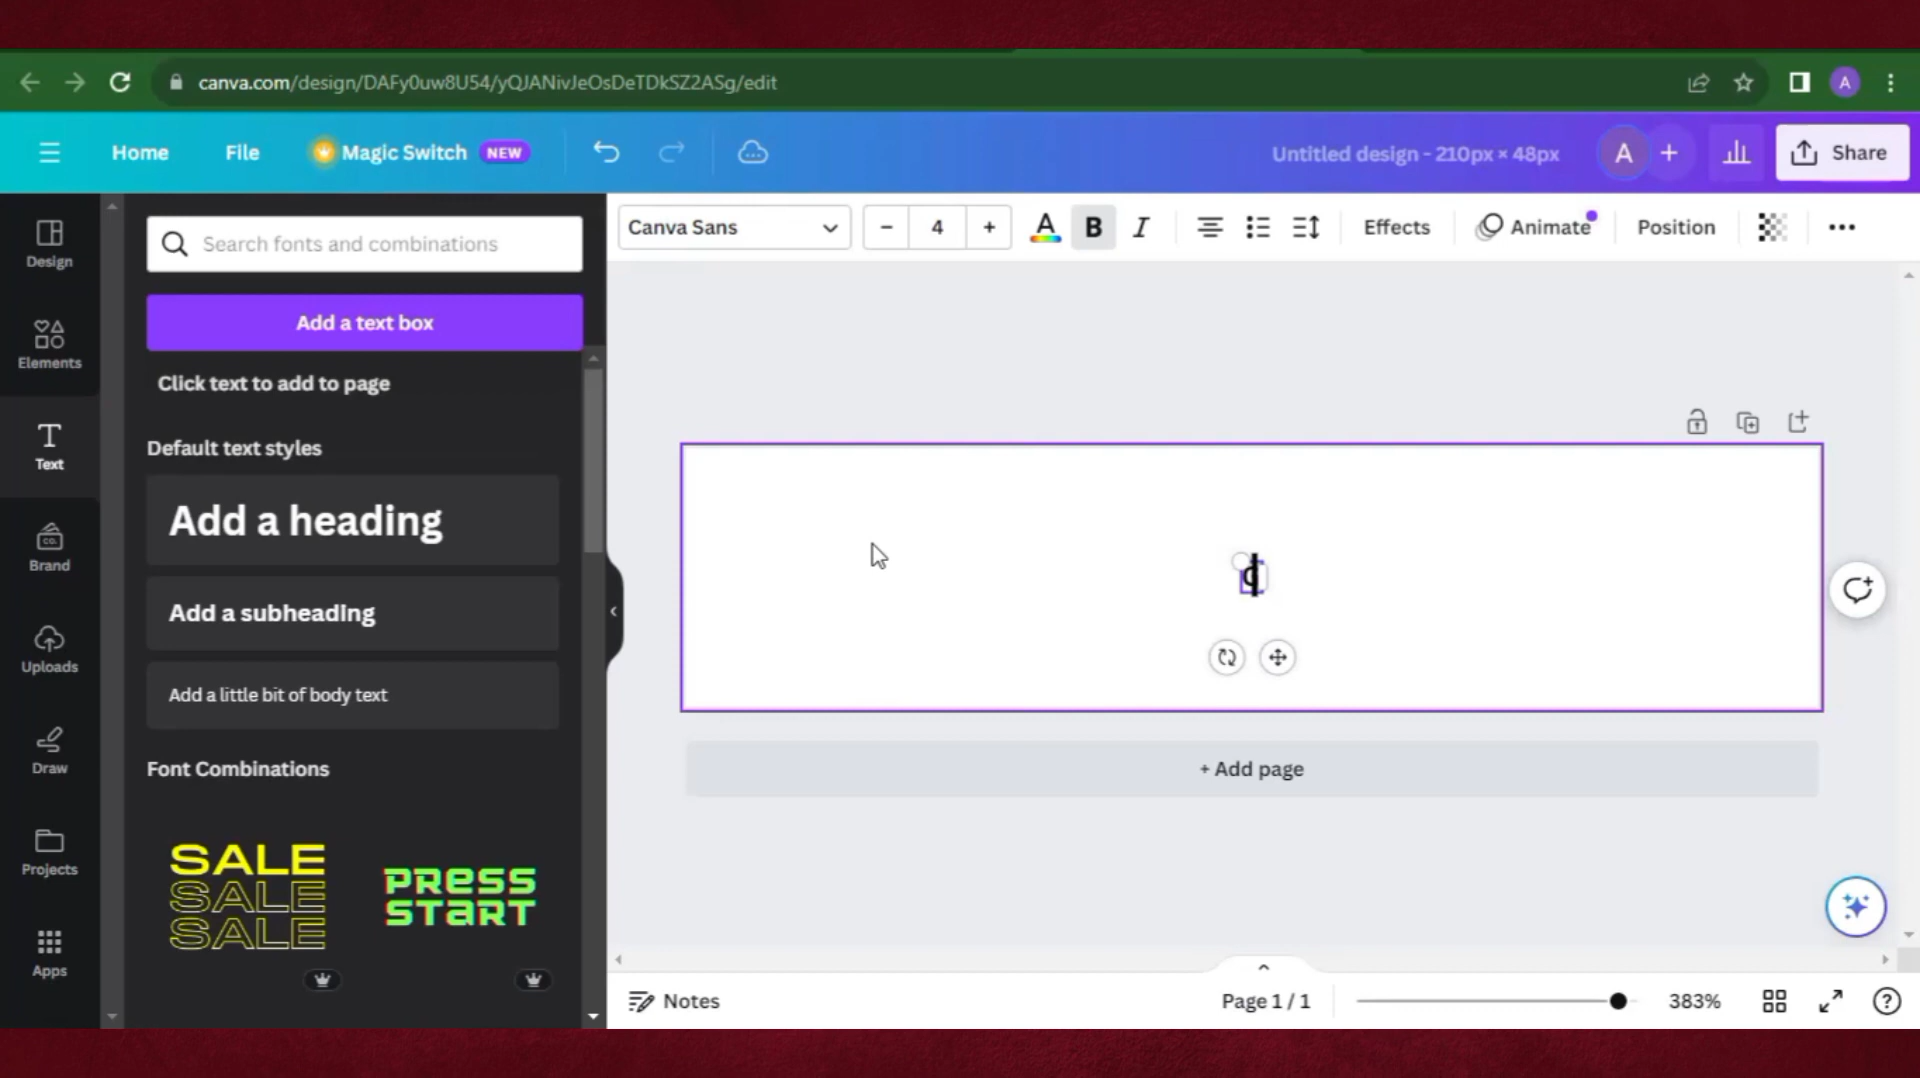 canva.com/design/DAFy0uw8U54/yQJANivJeOsDeTDkSZ2ASg/edit
A
Home
File
Magic Switch
NEW
Untitled design - 210px × 48px
A
+
Share
Design
Elements
Text
Brand
CO.
Uploads
Draw
Projects
Apps
Search fonts and combinations
Add a text box
Click text to add to page
Default text styles
Add a heading
Add a subheading
Add a little bit of body text
Font Combinations
SALE
SALE
SALE
PRESS
START
Canva Sans
− 4 +
A
B
I
Effects
Animate
Position
+ Add page
Notes
Page 1 / 1
383%
?